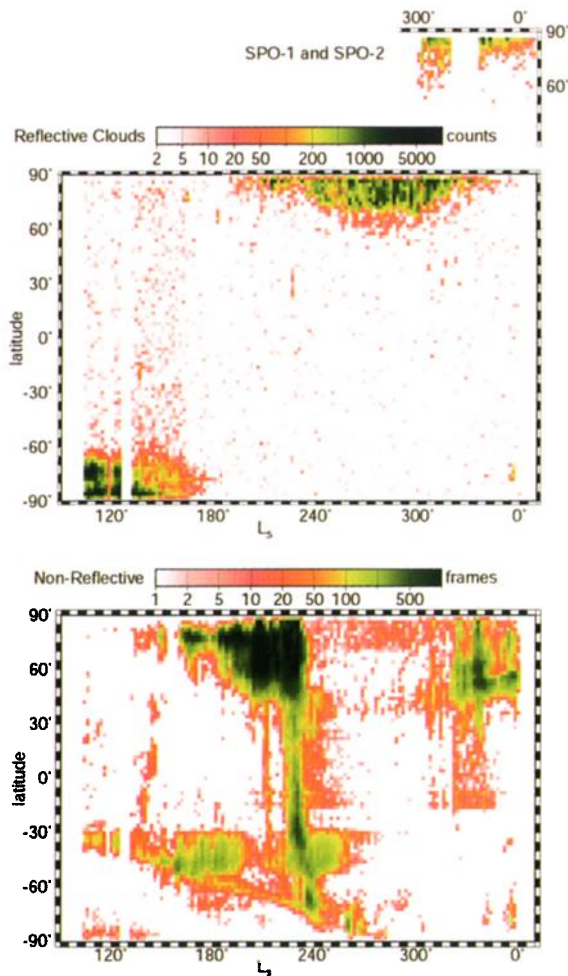 300˚ 0˚
90˚
SPO-1 and SPO-2
60˚
Reflective Clouds counts
2 5 10 20 50 200 1000 5000
90˚
60˚
30˚
0˚
-30˚
-60˚
-90˚
latitude
120˚ 180˚ 240˚ 300˚ 0˚
Ls
Non-Reflective frames
1 2 5 10 20 50 100 500
90˚
60˚
30˚
0˚
-30˚
-60˚
-90˚
latitude
120˚ 180˚ 240˚ 300˚ 0˚
Ls